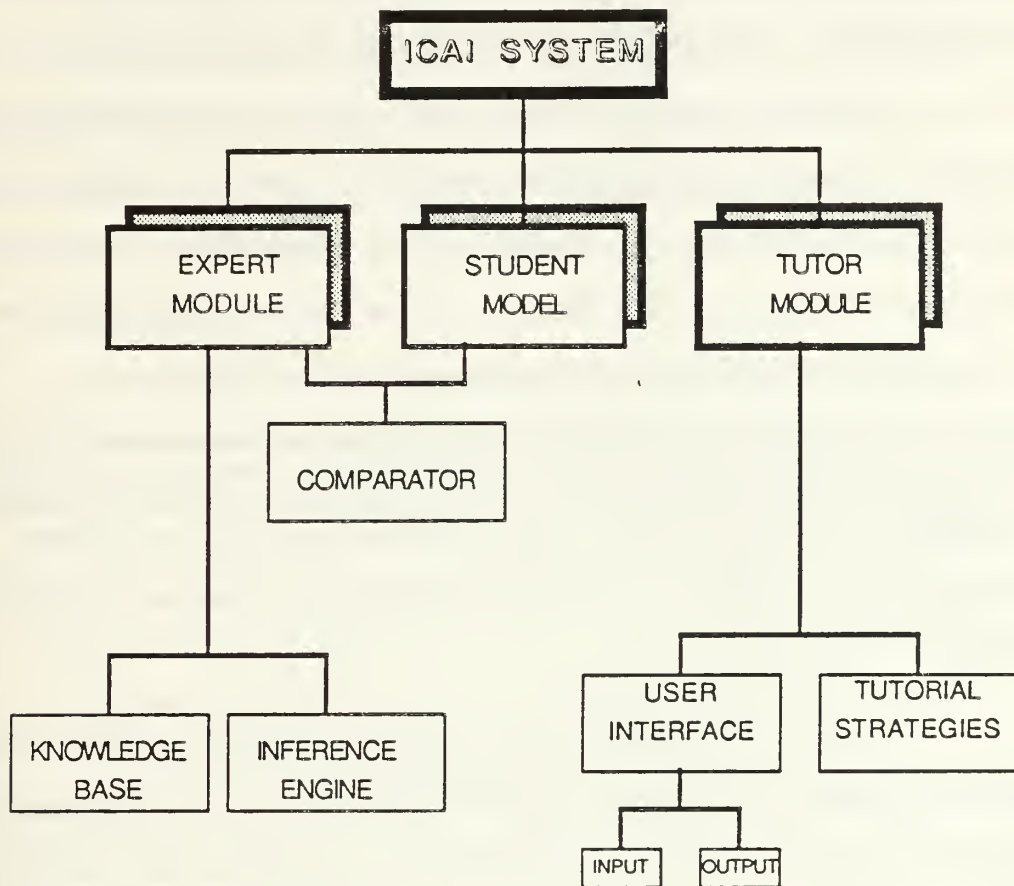 ICAI SYSTEM
EXPERT
MODULE
STUDENT
MODEL
TUTOR
MODULE
COMPARATOR
KNOWLEDGE
BASE
INFERENCE
ENGINE
USER
INTERFACE
TUTORIAL
STRATEGIES
INPUT
OUTPUT